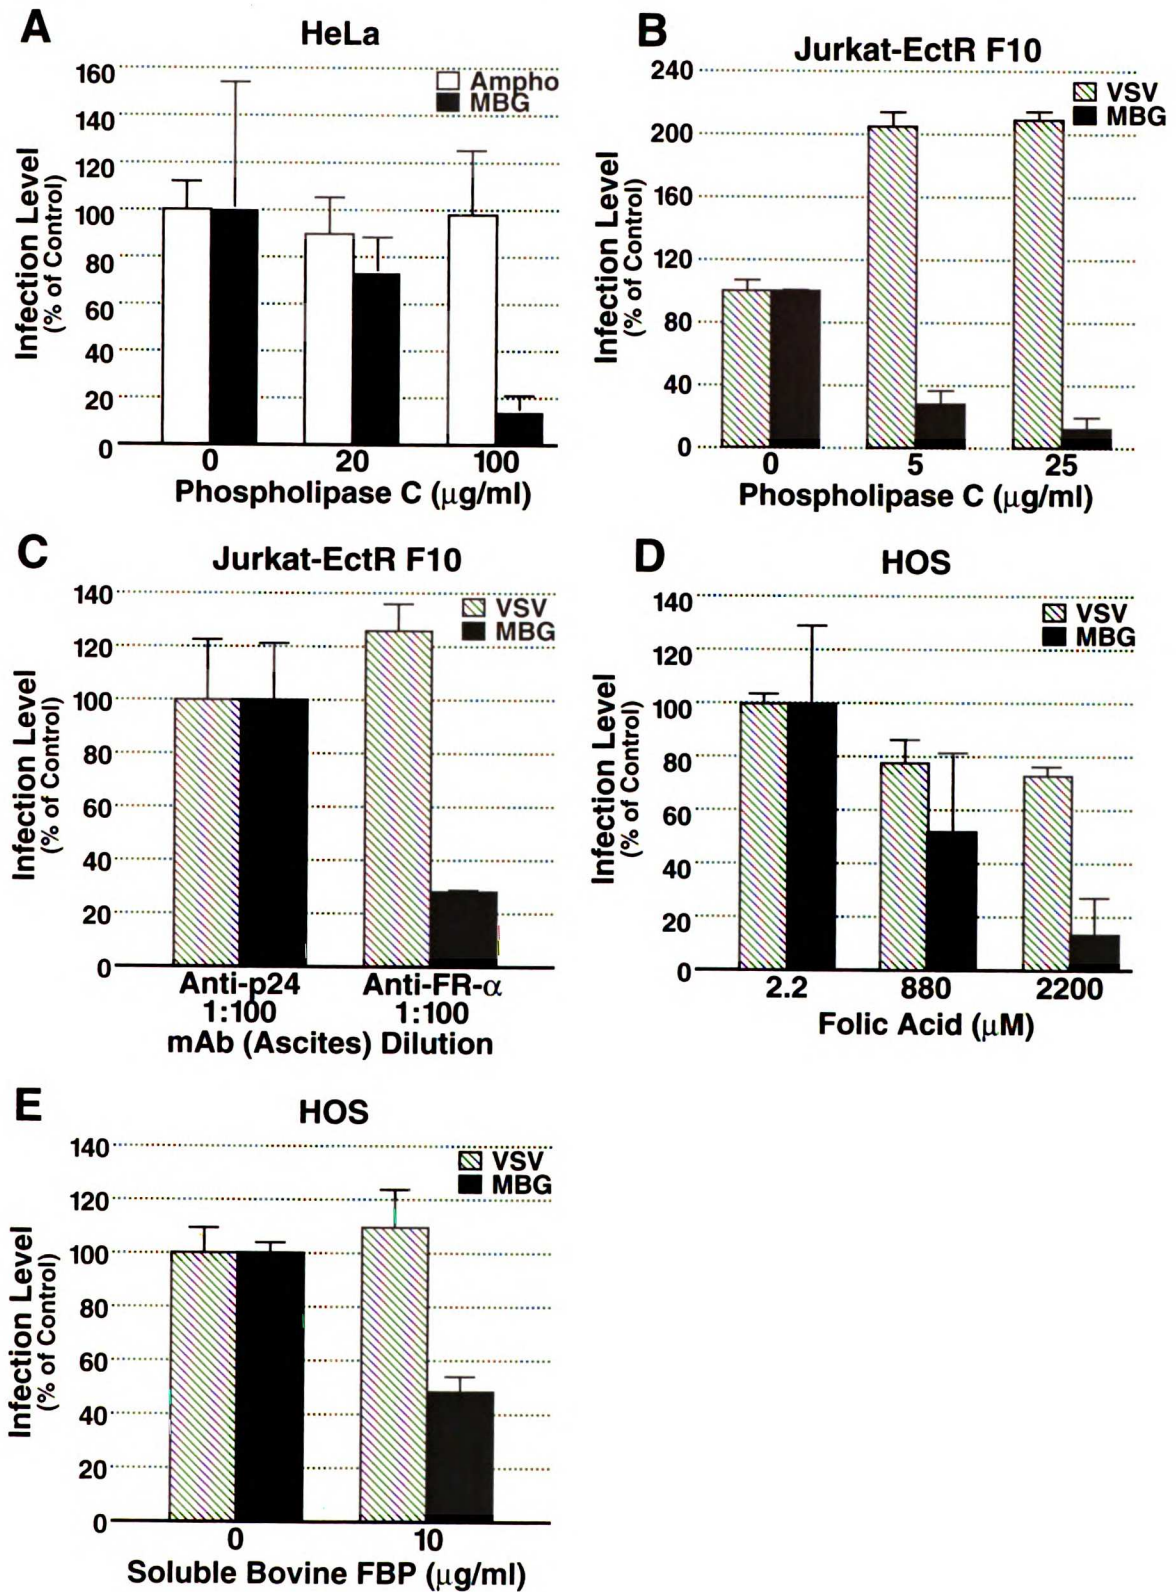 A
HeLa
160
140
120
100
80
60
40
20
0
Infection Level
(% of Control)
Ampho
MBG
0 20 100
Phospholipase C (μg/ml)
B
Jurkat-EctR F10
240
200
160
120
80
40
0
Infection Level
(% of Control)
VSV
MBG
0 5 25
Phospholipase C (μg/ml)
C
Jurkat-EctR F10
140
120
100
80
60
40
20
0
Infection Level
(% of Control)
VSV
MBG
Anti-p24 Anti-FR-α
1:100 1:100
mAb (Ascites) Dilution
D
HOS
140
120
100
80
60
40
20
0
Infection Level
(% of Control)
VSV
MBG
2.2 880 2200
Folic Acid (μM)
E
HOS
140
120
100
80
60
40
20
0
Infection Level
(% of Control)
VSV
MBG
0 10
Soluble Bovine FBP (μg/ml)